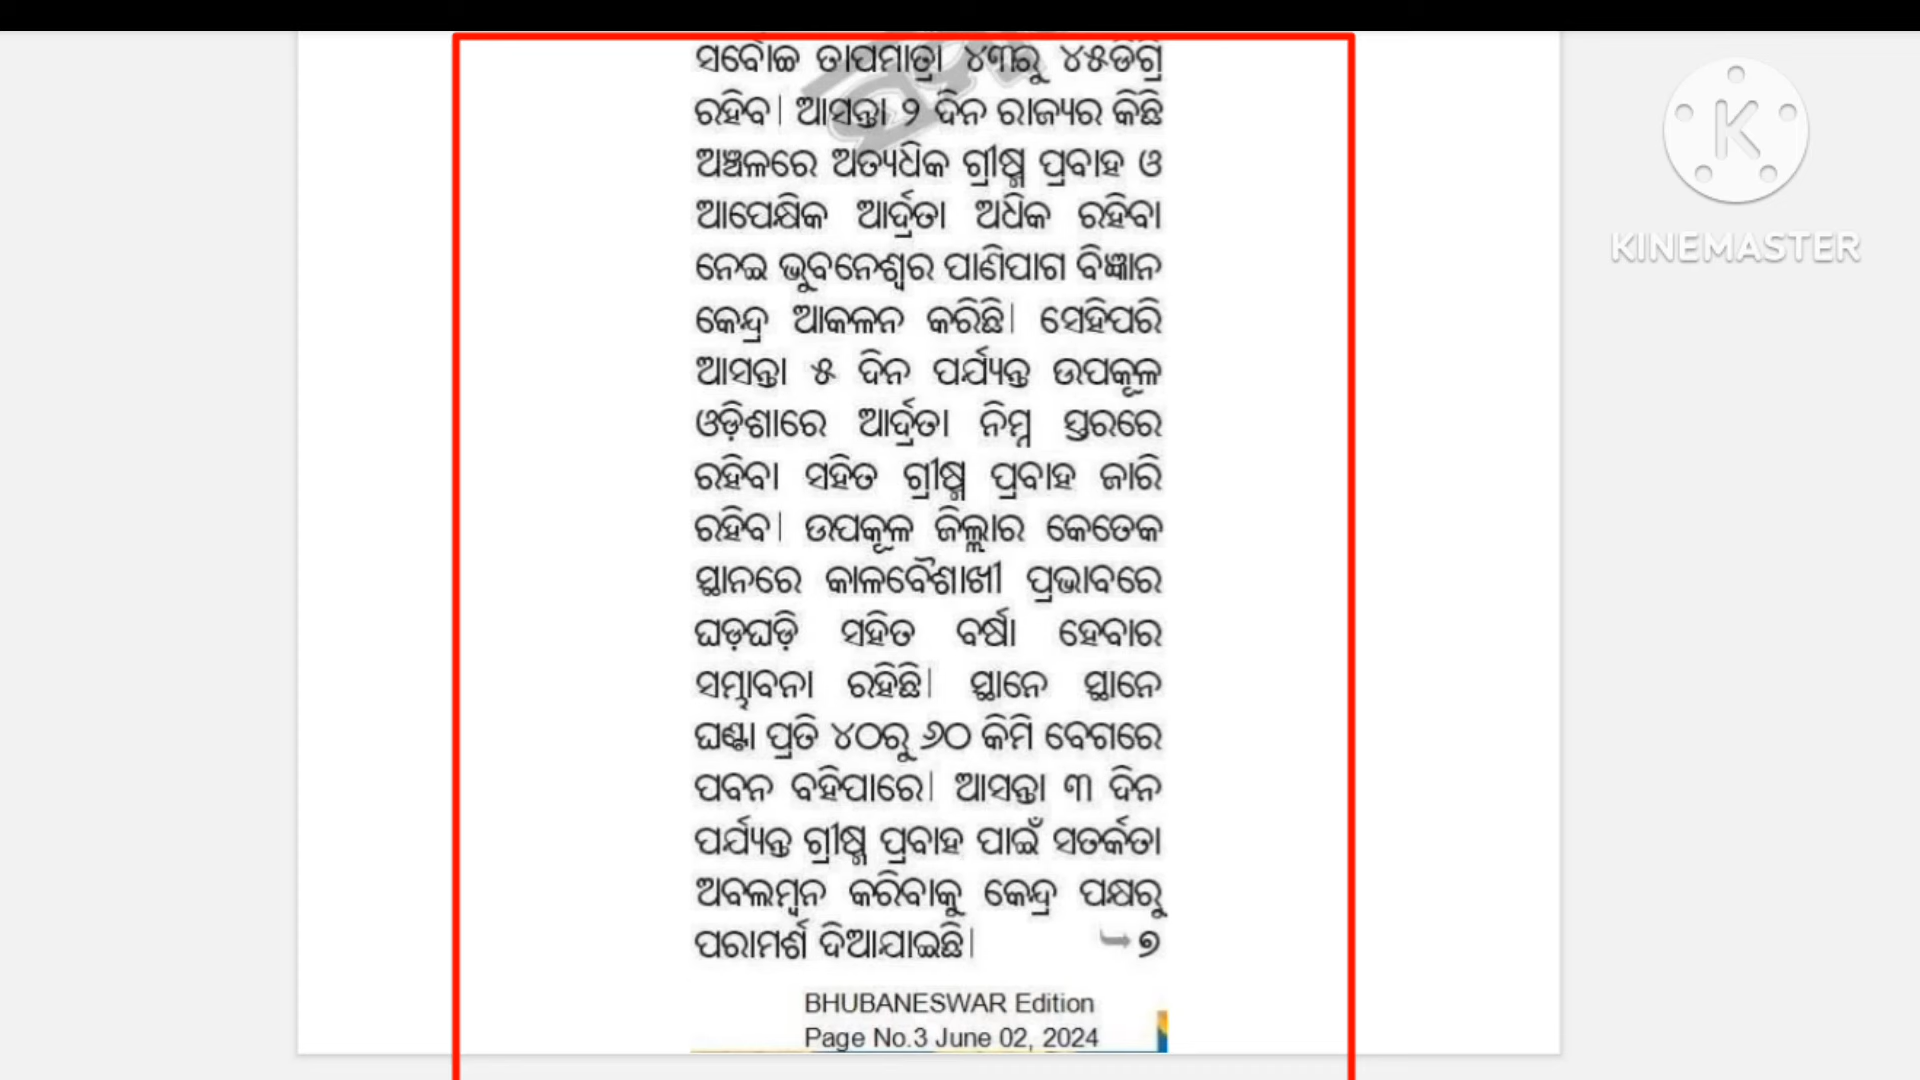 ସର୍ବୋଚ୍ଚ ତାପମାତ୍ରା ୪୩ରୁ ୪୫ଡିଗ୍ରି
ରହିବ। ଆସନ୍ତା ୨ ଦିନ ରାଜ୍ୟର କିଛି
ଅଞ୍ଚଳରେ ଅତ୍ୟଧିକ ଗ୍ରୀଷ୍ମ ପ୍ରବାହ ଓ
ଆପେକ୍ଷିକ ଆର୍ଦ୍ରତା ଅଧିକ ରହିବା
ନେଇ ଭୁବନେଶ୍ୱର ପାଣିପାଗ ବିଜ୍ଞାନ
କେନ୍ଦ୍ର ଆକଳନ କରିଛି। ସେହିପରି
ଆସନ୍ତା ୫ ଦିନ ପର୍ଯ୍ୟନ୍ତ ଉପକୂଳ
ଓଡ଼ିଶାରେ ଆର୍ଦ୍ରତା ନିମ୍ନ ସ୍ତରରେ
ରହିବା ସହିତ ଗ୍ରୀଷ୍ମ ପ୍ରବାହ ଜାରି
ରହିବ। ଉପକୂଳ ଜିଲ୍ଲାର କେତେକ
ସ୍ଥାନରେ କାଳବୈଶାଖୀ ପ୍ରଭାବରେ
ଘଡ଼ଘଡ଼ି ସହିତ ବର୍ଷା ହେବାର
ସମ୍ଭାବନା ରହିଛି। ସ୍ଥାନେ ସ୍ଥାନେ
ଘଣ୍ଟା ପ୍ରତି ୪୦ରୁ ୬୦ କିମି ବେଗରେ
ପବନ ବହିପାରେ। ଆସନ୍ତା ୩ ଦିନ
ପର୍ଯ୍ୟନ୍ତ ଗ୍ରୀଷ୍ମ ପ୍ରବାହ ପାଇଁ ସତର୍କତା
ଅବଲମ୍ବନ କରିବାକୁ କେନ୍ଦ୍ର ପକ୍ଷରୁ
ପରାମର୍ଶ ଦିଆଯାଇଛି। ୭
BHUBANESWAR Edition
Page No.3 June 02, 2024
K
KINEMASTER